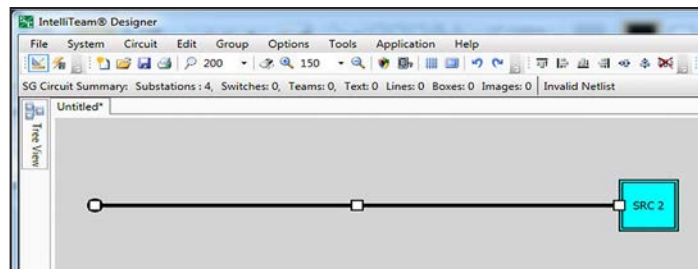 IntelliTeam® Designer
File System Circuit Edit Group Options Tools Application Help
200 150
SG Circuit Summary: Substations : 4, Switches: 0, Teams: 0, Text: 0 Lines: 0 Boxes: 0 Images: 0 Invalid Netlist
Untitled*
Tree View
SRC 2